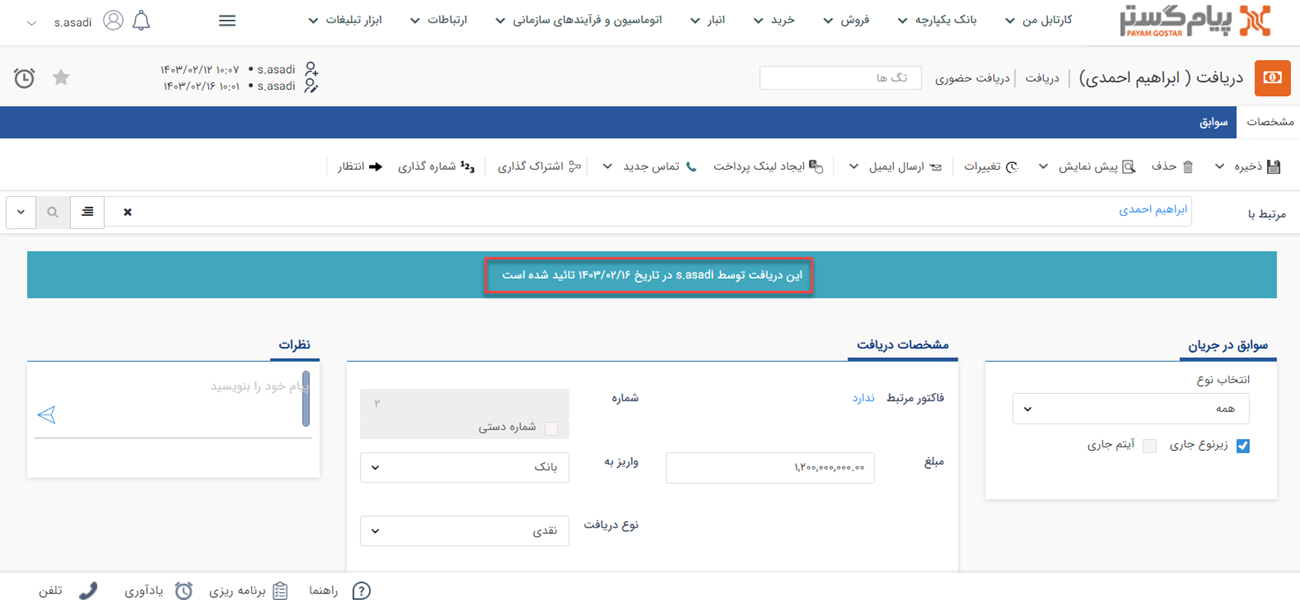 پیام‌گستر
PAYAM GOSTAR
کارتابل من
بانک یکپارچه
فروش
خرید
انبار
اتوماسیون و فرآیندهای سازمانی
ارتباطات
ابزار تبلیغات
s.asadi
دریافت ( ابراهیم احمدی)
دریافت
دریافت حضوری
تگ ها
s.asadi • ۱۴۰۳/۰۲/۱۲ ۱۰:۰۷
s.asadi • ۱۴۰۳/۰۲/۱۶ ۱۰:۰۱
مشخصات
سوابق
ذخیره
حذف
پیش نمایش
تغییرات
ارسال ایمیل
ایجاد لینک پرداخت
تماس جدید
اشتراک گذاری
شماره گذاری
انتظار
مرتبط با
ابراهیم احمدی
این دریافت توسط s.asadi در تاریخ ۱۴۰۳/۰۲/۱۶ تائید شده است
سوابق در جریان
انتخاب نوع
همه
زیرنوع جاری
آیتم جاری
مشخصات دریافت
فاکتور مرتبط
ندارد
شماره
۲
شماره دستی
مبلغ
۱,۲۰۰,۰۰۰,۰۰۰.۰۰
واریز به
بانک
نوع دریافت
نقدی
نظرات
پیام خود را بنویسید
راهنما
برنامه ریزی
یادآوری
تلفن